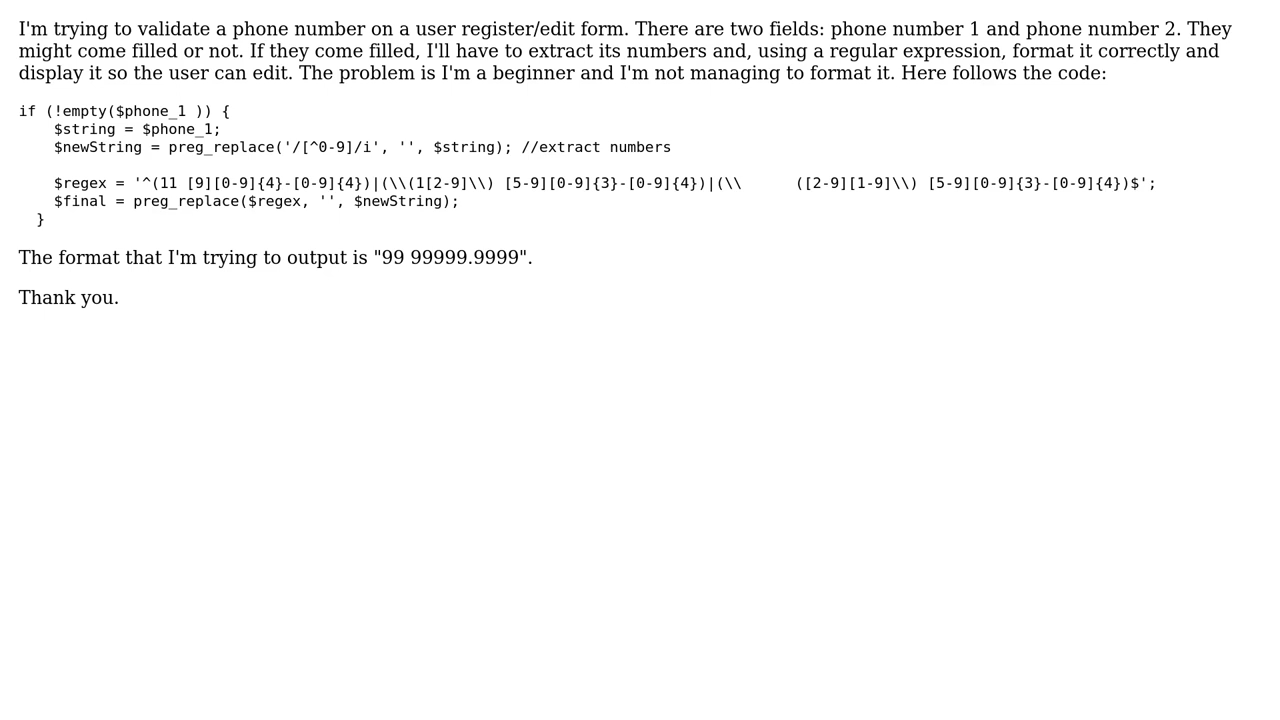 I'm trying to validate a phone number on a user register/edit form. There are two fields: phone number 1 and phone number 2. They
might come filled or not. If they come filled, I'll have to extract its numbers and, using a regular expression, format it correctly and
display it so the user can edit. The problem is I'm a beginner and I'm not managing to format it. Here follows the code:
if (!empty($phone_1 )) {
    $string = $phone_1;
    $newString = preg_replace('/[^0-9]/i', '', $string); //extract numbers
    $regex = '^(11 [9][0-9]{4}-[0-9]{4})|(\\(1[2-9]\\) [5-9][0-9]{3}-[0-9]{4})|(\\      ([2-9][1-9]\\) [5-9][0-9]{3}-[0-9]{4})$';
    $final = preg_replace($regex, '', $newString);
  }
The format that I'm trying to output is "99 99999.9999".
Thank you.